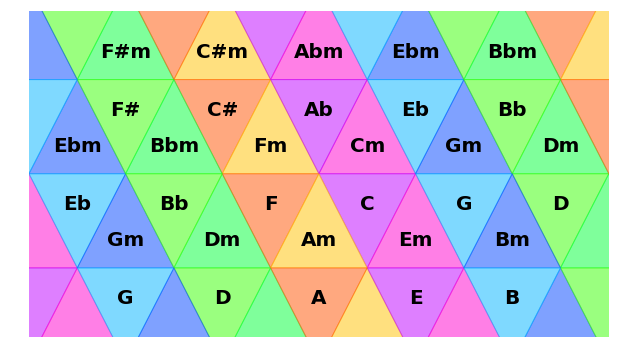 F#m C#m Abm Ebm Bbm
F# C# Ab Eb Bb
Ebm Bbm Fm Cm Gm Dm
Eb Bb F C G D
Gm Dm Am Em Bm
G D A E B